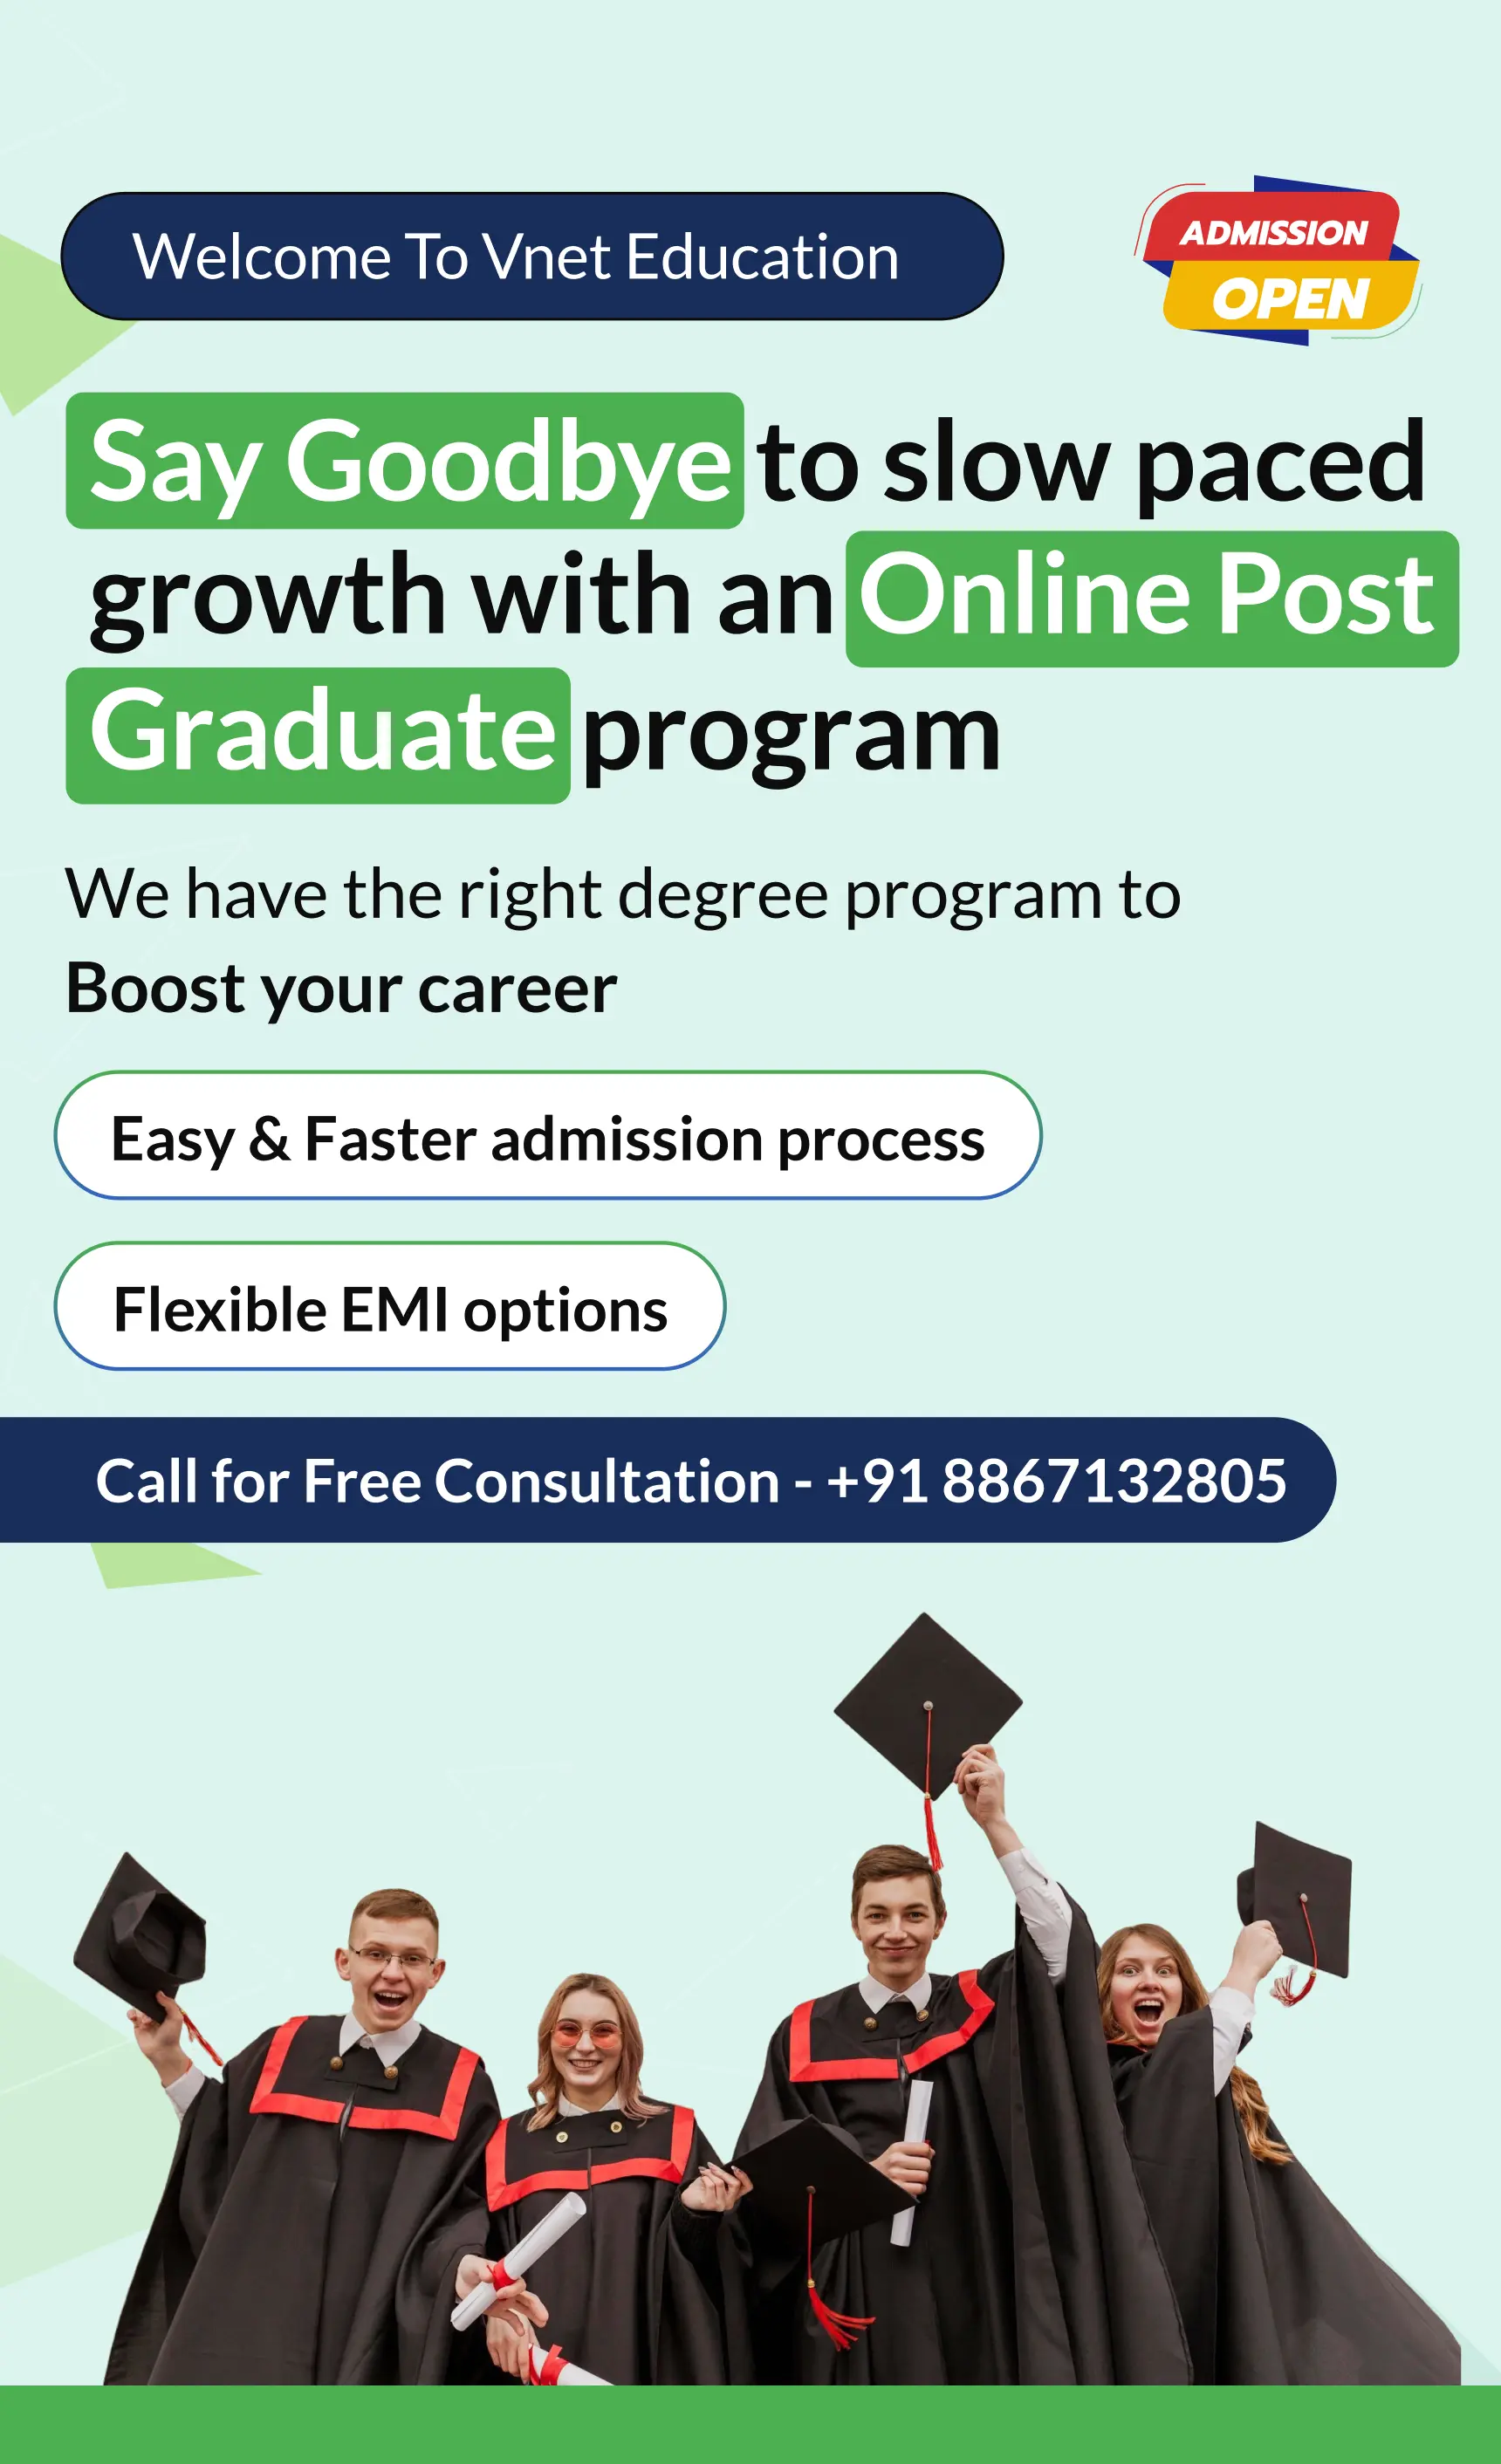 Welcome To Vnet Education
ADMISSION
OPEN
Say Goodbye to slow paced
growth with an Online Post
Graduate program
We have the right degree program to
Boost your career
Easy & Faster admission process
Flexible EMI options
Call for Free Consultation - +91 8867132805